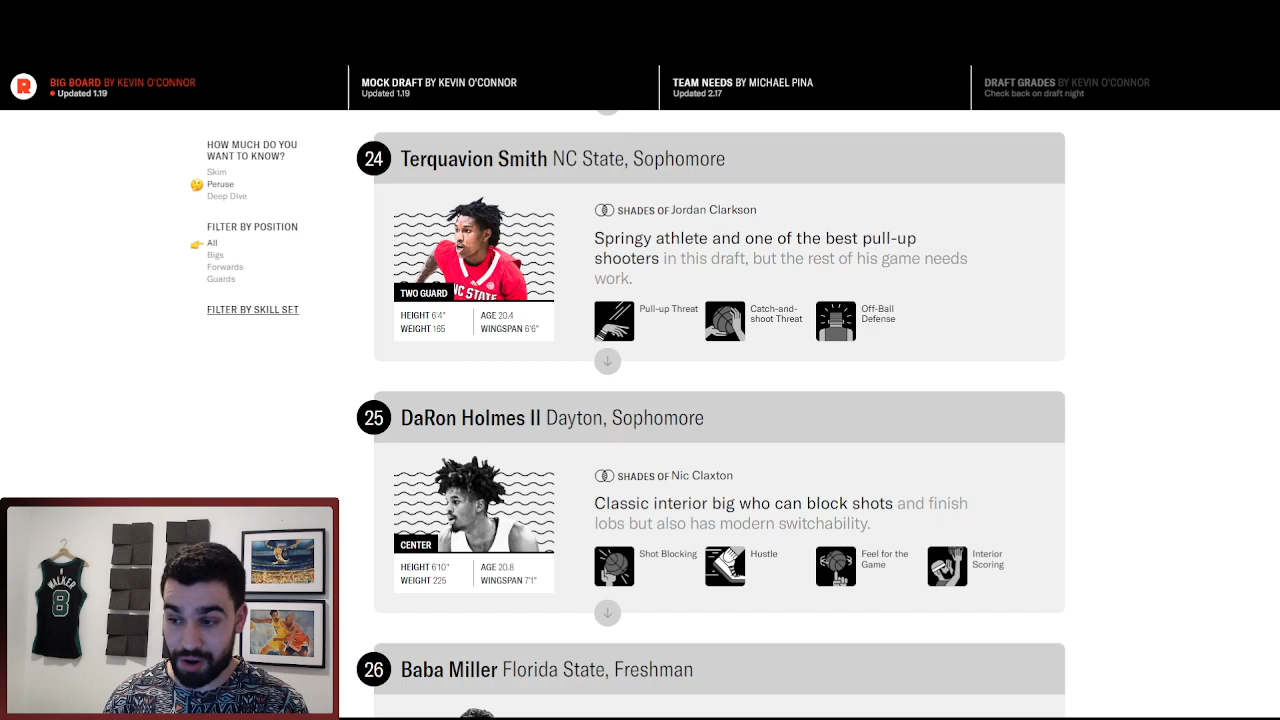 R
BIG BOARD BY KEVIN O'CONNOR
Updated 1.19
MOCK DRAFT BY KEVIN O'CONNOR
Updated 1.19
TEAM NEEDS BY MICHAEL PINA
Updated 2.17
DRAFT GRADES BY KEVIN O'CONNOR
Check back on draft night
HOW MUCH DO YOU
WANT TO KNOW?
Skim
Peruse
Deep Dive
FILTER BY POSITION
All
Bigs
Forwards
Guards
FILTER BY SKILL SET
24 Terquavion Smith NC State, Sophomore
NC STATE
TWO GUARD
HEIGHT 6'4"
WEIGHT 165
AGE 20.4
WINGSPAN 6'6"
SHADES OF Jordan Clarkson
Springy athlete and one of the best pull-up
shooters in this draft, but the rest of his game needs
work.
Pull-up Threat
Catch-and-
shoot Threat
Off-Ball
Defense
25 DaRon Holmes II Dayton, Sophomore
CENTER
HEIGHT 6'10"
WEIGHT 225
AGE 20.8
WINGSPAN 7'1"
SHADES OF Nic Claxton
Classic interior big who can block shots and finish
lobs but also has modern switchability.
Shot Blocking
Hustle
Feel for the
Game
Interior
Scoring
26 Baba Miller Florida State, Freshman
WALKER
8